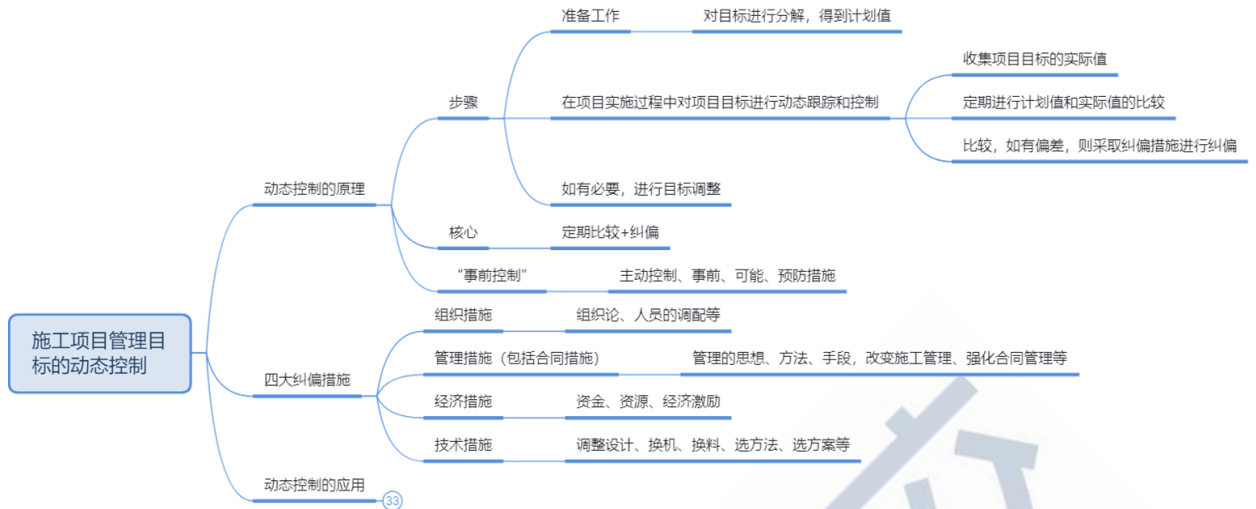 施工项目管理目
标的动态控制
动态控制的原理
步骤
准备工作
对目标进行分解，得到计划值
在项目实施过程中对项目目标进行动态跟踪和控制
收集项目目标的实际值
定期进行计划值和实际值的比较
比较，如有偏差，则采取纠偏措施进行纠偏
如有必要，进行目标调整
核心
定期比较+纠偏
“事前控制”
主动控制、事前、可能、预防措施
四大纠偏措施
组织措施
组织论、人员的调配等
管理措施（包括合同措施）
管理的思想、方法、手段，改变施工管理、强化合同管理等
经济措施
资金、资源、经济激励
技术措施
调整设计、换机、换料、选方法、选方案等
动态控制的应用
33